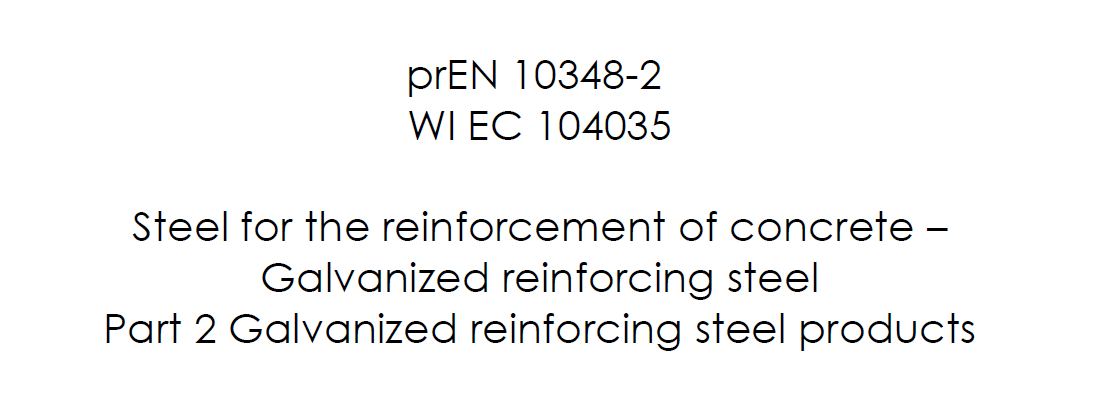 prEN 10348-2
WI EC 104035
Steel for the reinforcement of concrete –
Galvanized reinforcing steel
Part 2 Galvanized reinforcing steel products